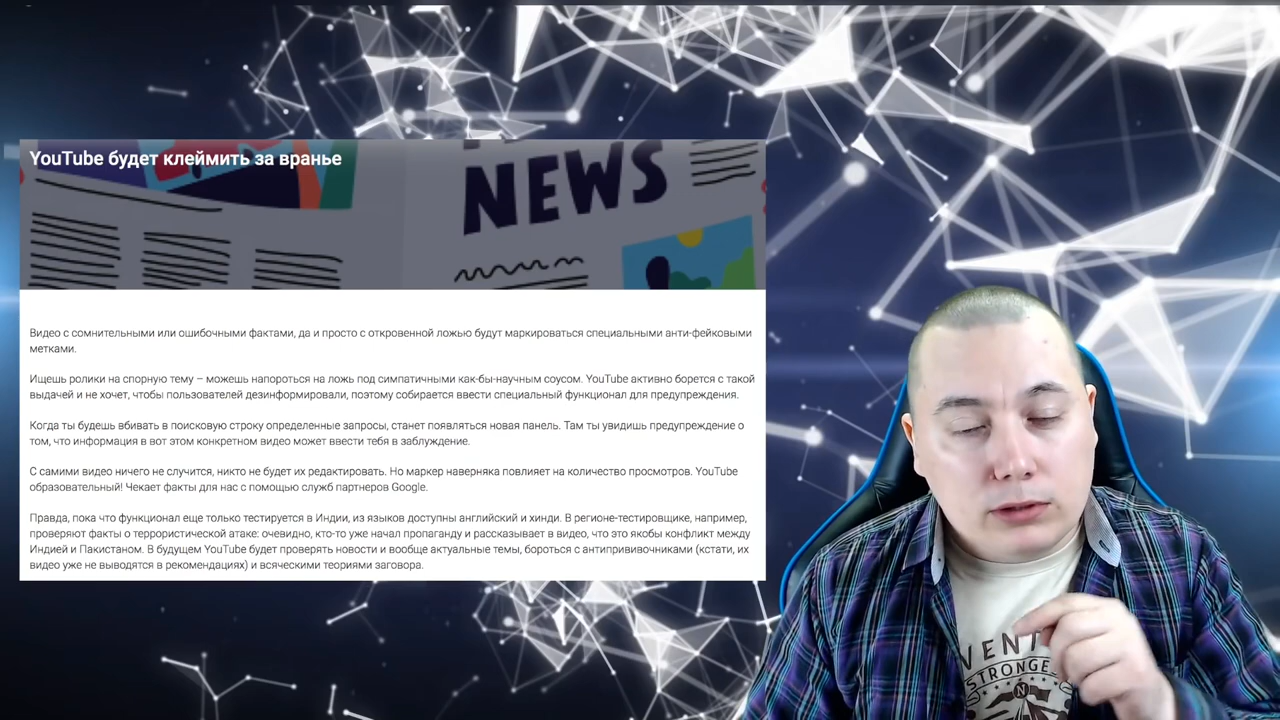 YouTube будет клеймить за вранье
NEWS
Видео с сомнительными или ошибочными фактами, да и просто с откровенной ложью будут маркироваться специальными анти-фейковыми
метками.
Ищешь ролики на спорную тему – можешь напороться на ложь под симпатичными как-бы-научным соусом. YouTube активно борется с такой
выдачей и не хочет, чтобы пользователей дезинформировали, поэтому собирается ввести специальный функционал для предупреждения.
Когда ты будешь вбивать в поисковую строку определенные запросы, станет появляться новая панель. Там ты увидишь предупреждение о
том, что информация в вот этом конкретном видео может ввести тебя в заблуждение.
С самими видео ничего не случится, никто не будет их редактировать. Но маркер наверняка повлияет на количество просмотров. YouTube
образовательный! Чекает факты для нас с помощью служб партнеров Google.
Правда, пока что функционал еще только тестируется в Индии, из языков доступны английский и хинди. В регионе-тестировщике, например,
проверяют факты о террористической атаке: очевидно, кто-то уже начал пропаганду и рассказывает в видео, что это якобы конфликт между
Индией и Пакистаном. В будущем YouTube будет проверять новости и вообще актуальные темы, бороться с антипрививочниками (кстати, их
видео уже не выводятся в рекомендациях) и всяческими теориями заговора.
STRONGE
N